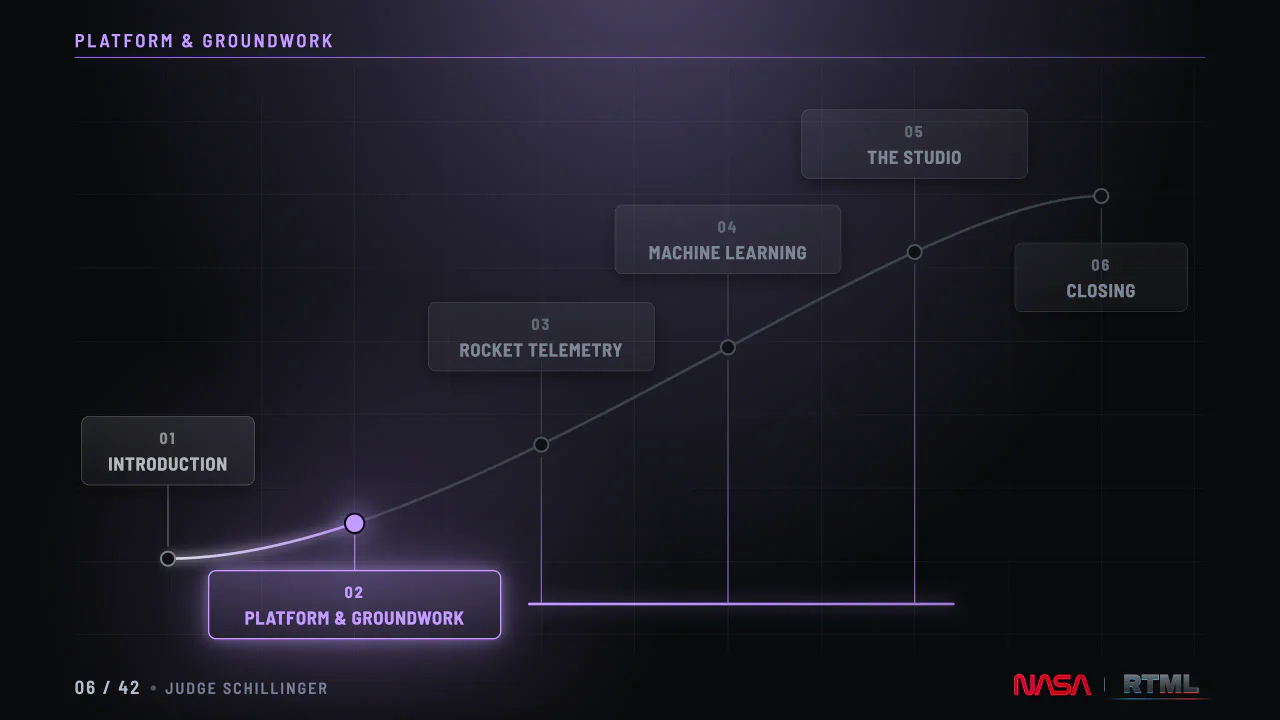 PLATFORM & GROUNDWORK
05
THE STUDIO
04
MACHINE LEARNING
06
CLOSING
03
ROCKET TELEMETRY
01
INTRODUCTION
02
PLATFORM & GROUNDWORK
06 / 42 • JUDGE SCHILLINGER
NASA | RTML